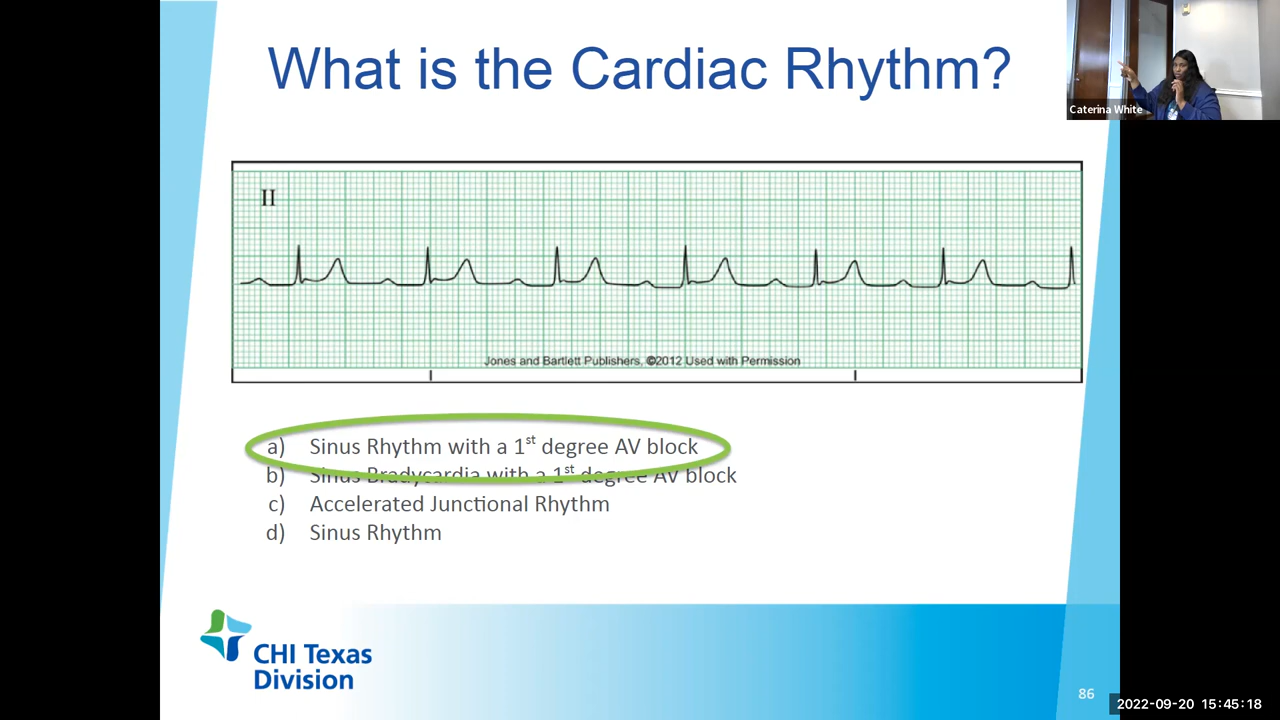 What is the Cardiac Rhythm?
Caterina White
II
Jones and Bartlett Publishers, ©2012 Used with Permission
a) Sinus Rhythm with a 1st degree AV block
b) Sinus Bradycardia with a 1st degree AV block
c) Accelerated Junctional Rhythm
d) Sinus Rhythm
CHI Texas
Division
86
2022-09-20 15:45:18